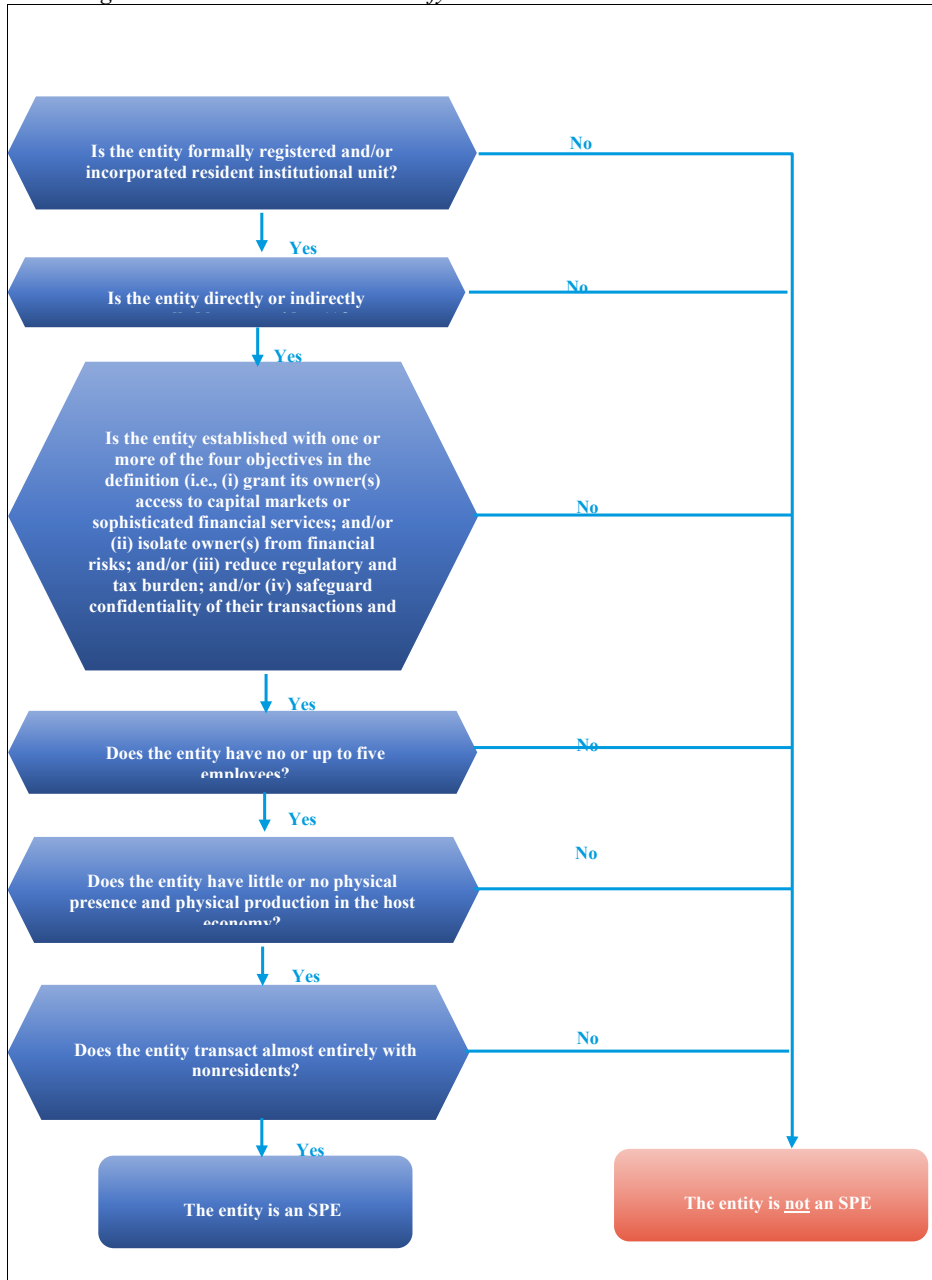 Is the entity formally registered and/or
incorporated resident institutional unit?
No
Yes
Is the entity directly or indirectly
No
Yes
Is the entity established with one or
more of the four objectives in the
definition (i.e., (i) grant its owner(s)
access to capital markets or
sophisticated financial services; and/or
(ii) isolate owner(s) from financial
risks; and/or (iii) reduce regulatory and
tax burden; and/or (iv) safeguard
confidentiality of their transactions and
No
Yes
Does the entity have no or up to five
employees?
No
Yes
Does the entity have little or no physical
presence and physical production in the host
economy?
No
Yes
Does the entity transact almost entirely with
nonresidents?
No
Yes
The entity is an SPE
The entity is not an SPE